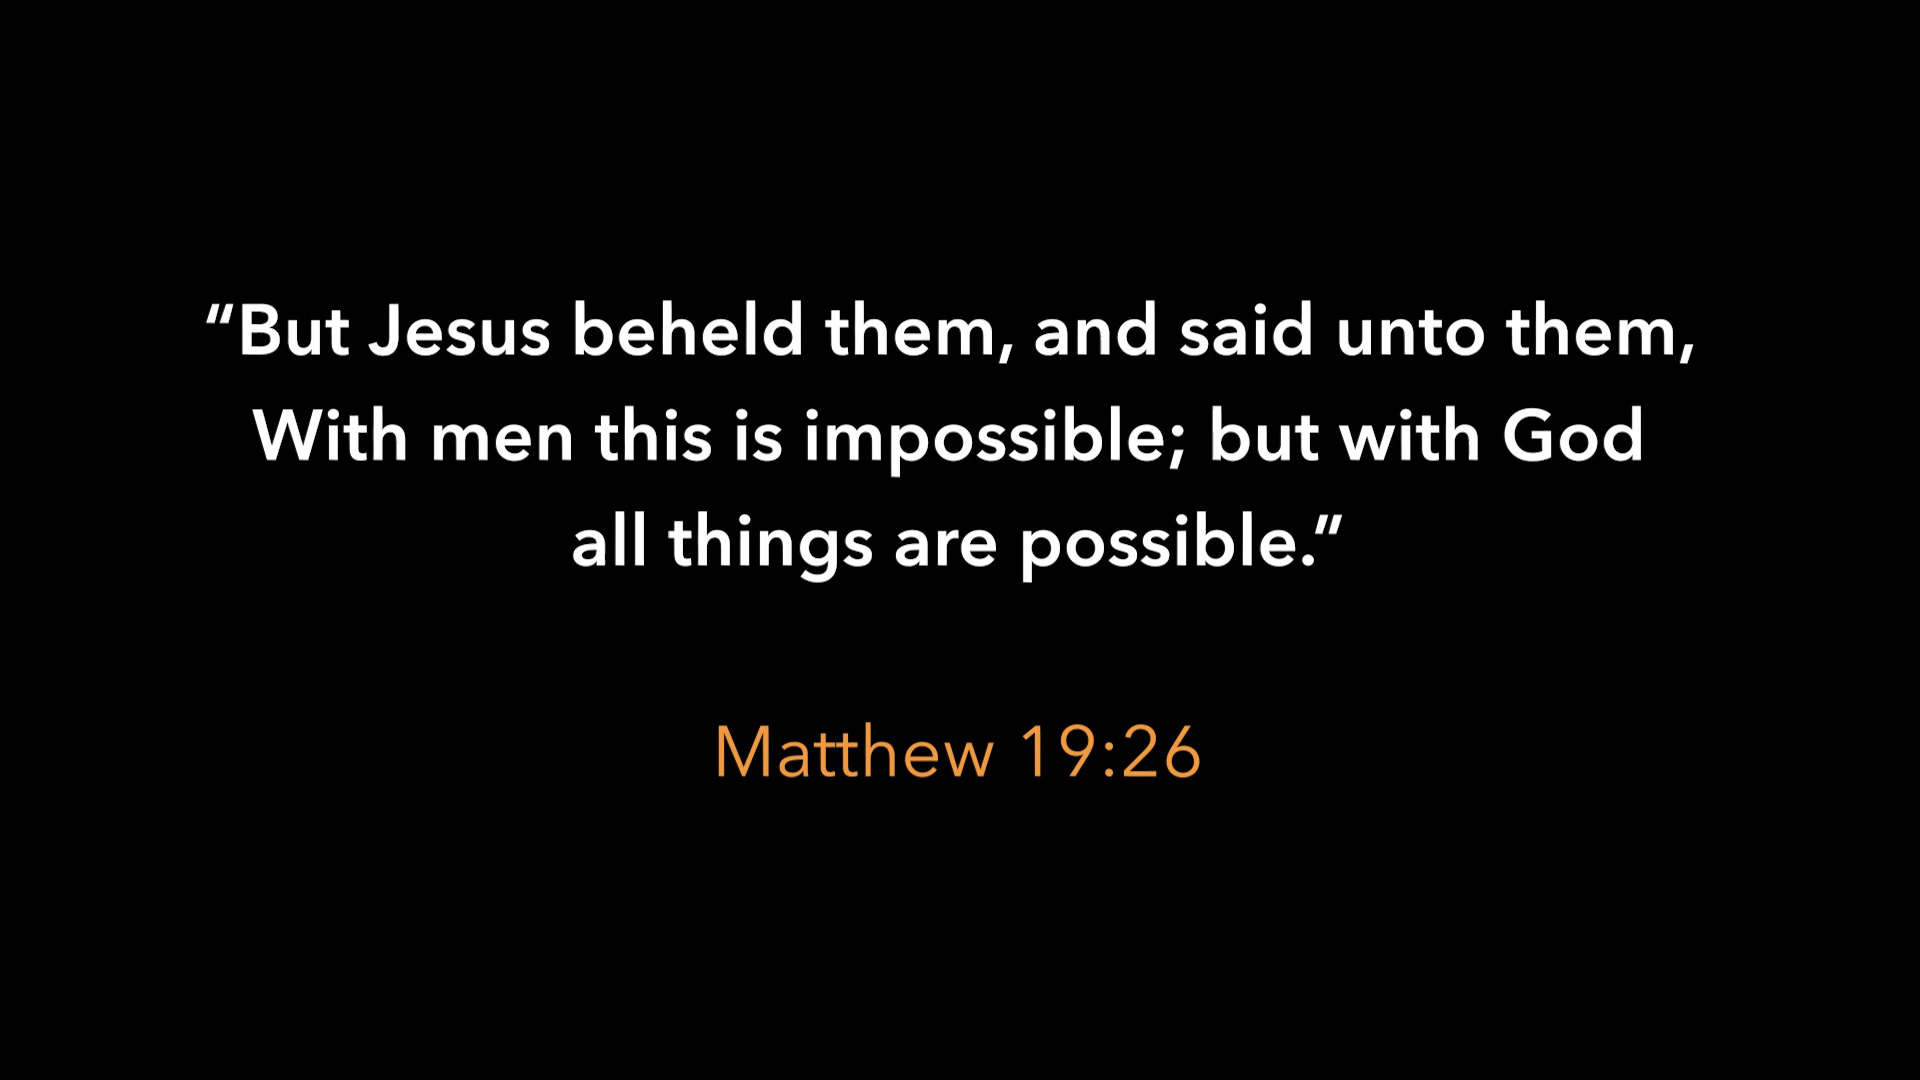 “But Jesus beheld them, and said unto them,
With men this is impossible; but with God
all things are possible.”
Matthew 19:26